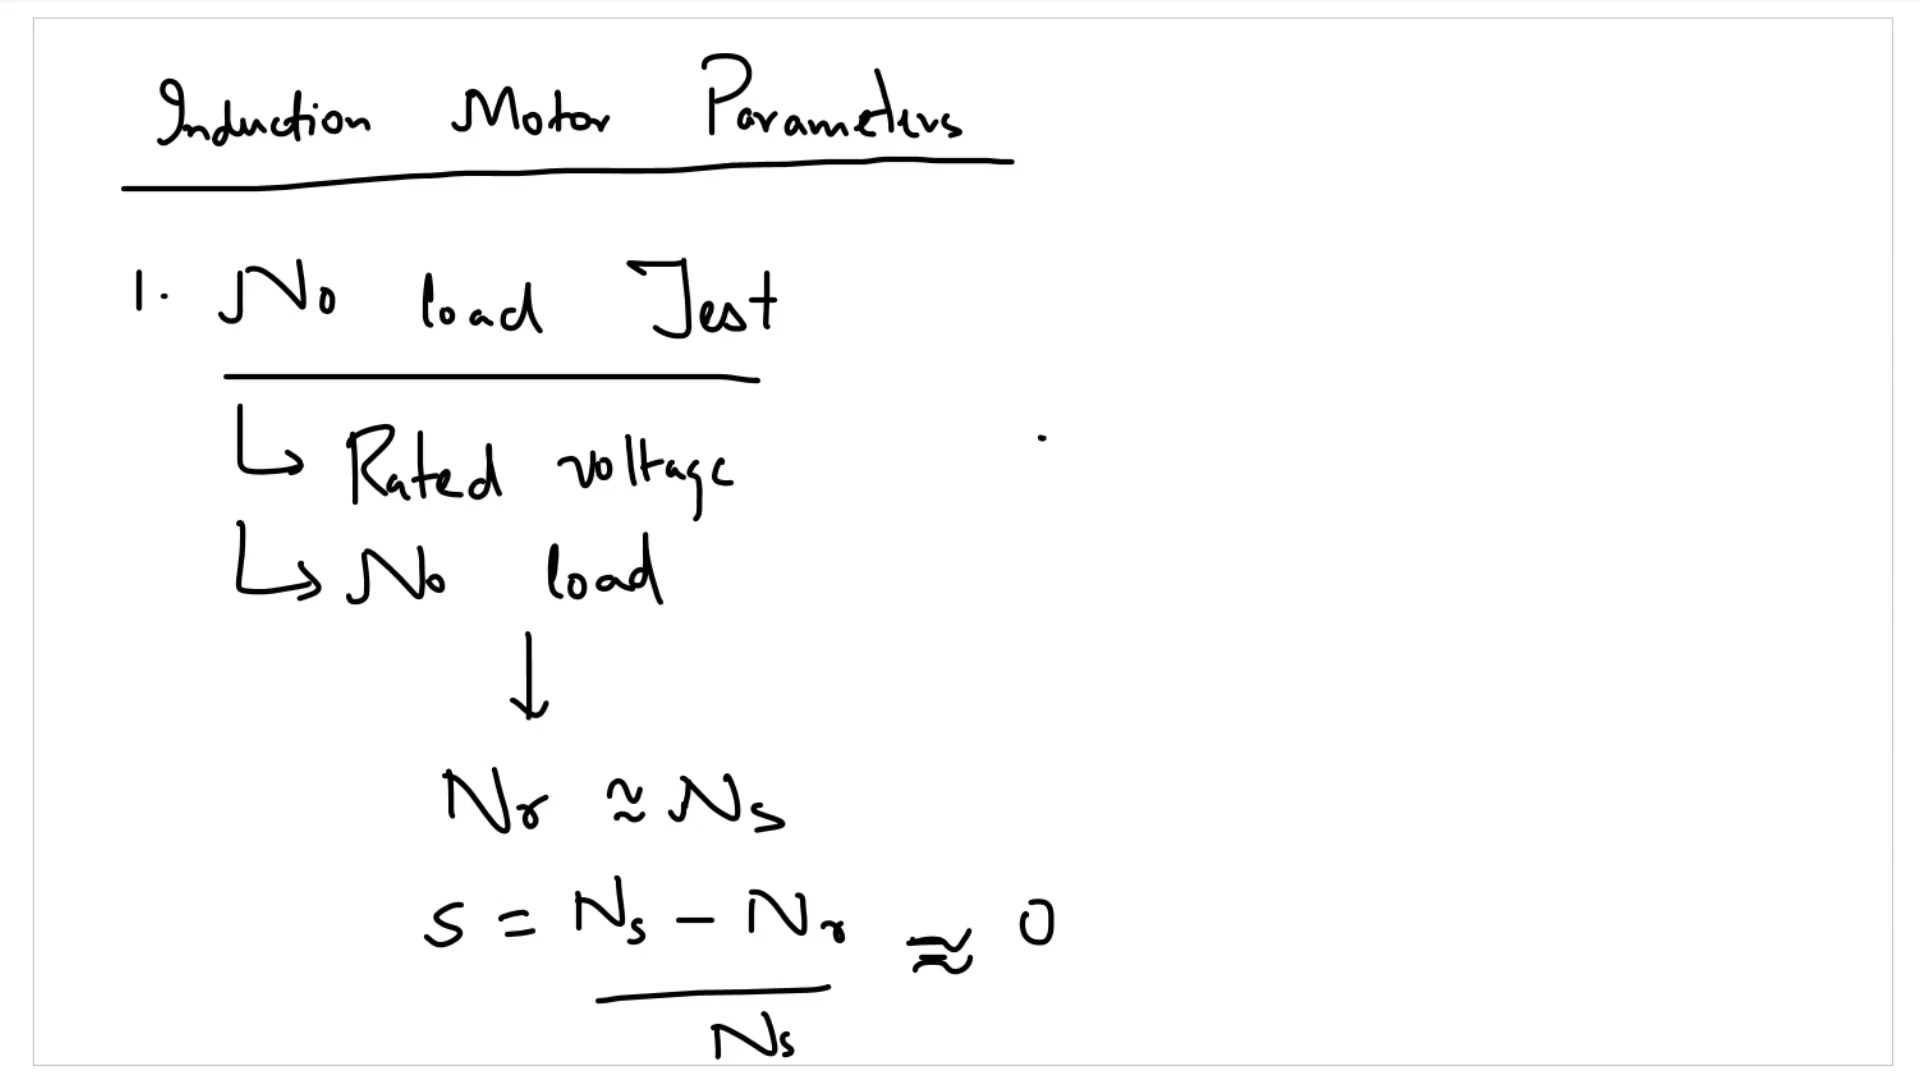 Induction Motor Parameters
1. No load Test
↳ Rated voltage
↳ No load
↓
Nr ≈ Ns
s = Ns - Nr ≈ 0
Ns